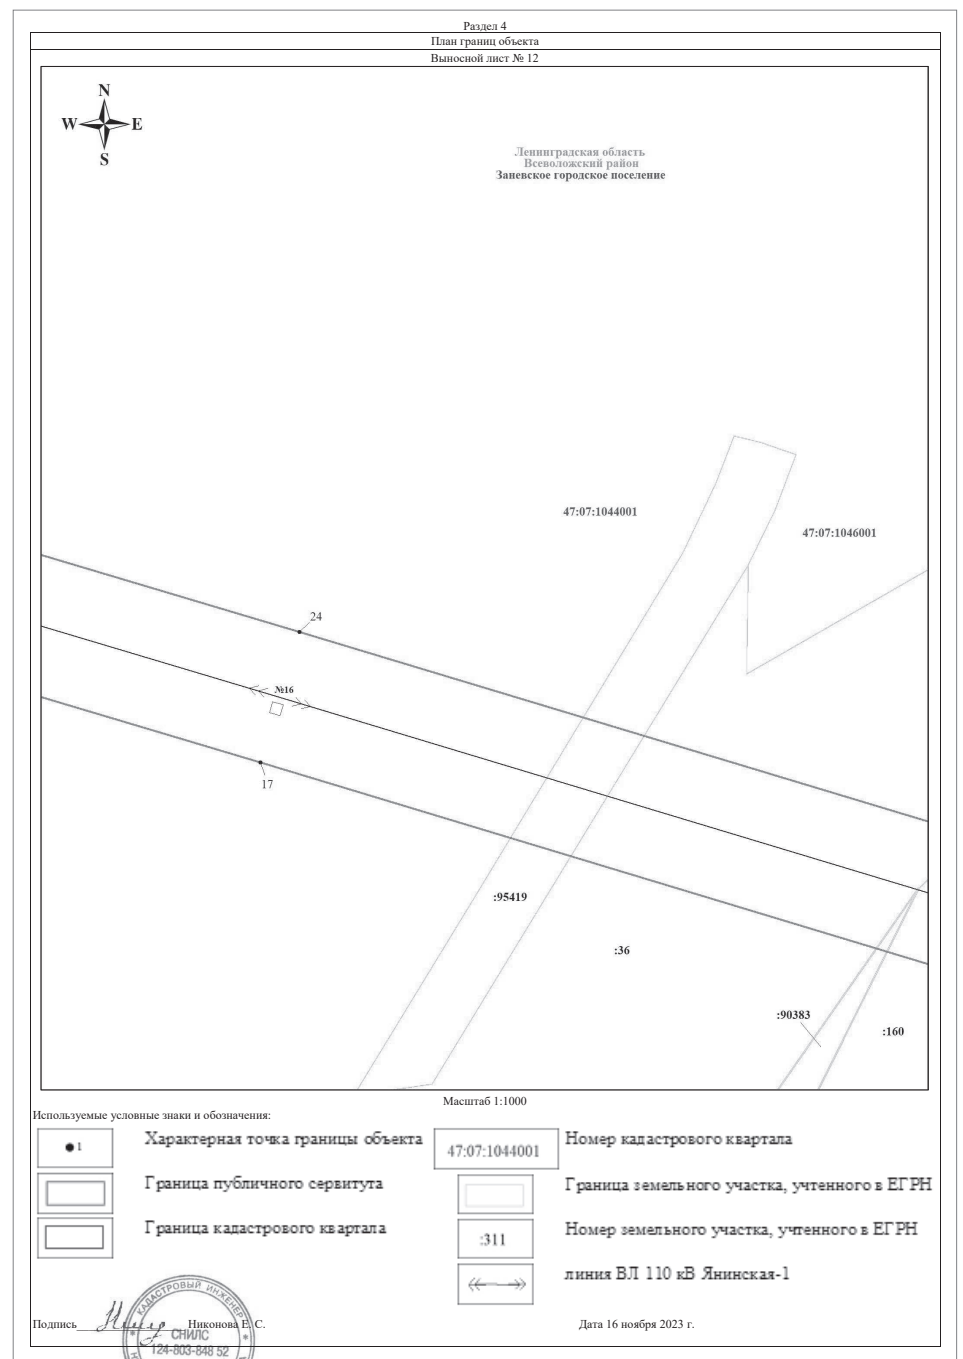 Раздел 4
План границ объекта
Выносной лист № 12
N
W E
S
Ленинградская область
Всеволожский район
Заневское городское поселение
47:07:1044001
47:07:1046001
24
№16
17
:95419
:36
:90383
:160
Масштаб 1:1000
Используемые условные знаки и обозначения:
1 Характерная точка границы объекта
47:07:1044001 Номер кадастрового квартала
Граница публичного сервитута
Граница земельного участка, учтенного в ЕГРН
Граница кадастрового квартала
:311 Номер земельного участка, учтенного в ЕГРН
линия ВЛ 110 кВ Янинская-1
КАДАСТРОВЫЙ ИНЖЕНЕР
Подпись Никонова Е. С. Дата 16 ноября 2023 г.
СНИЛС
124-803-848 52